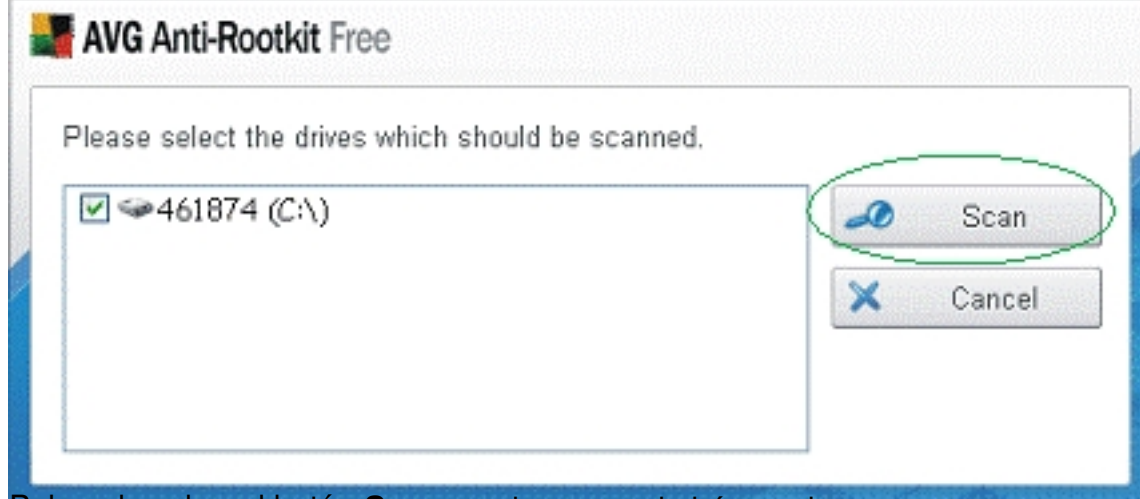 AVG Anti-Rootkit Free
Please select the drives which should be scanned.
461874 (C:\)
Scan
Cancel